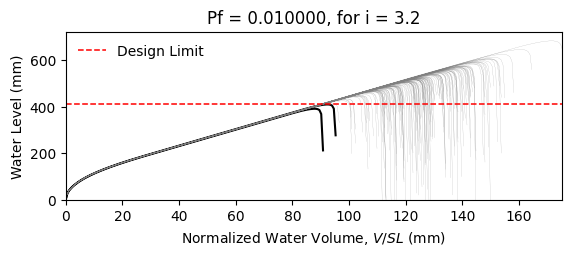 Pf = 0.010000, for i = 3.2
Water Level (mm)
600
400
200
0
Design Limit
0 20 40 60 80 100 120 140 160
Normalized Water Volume, V/SL (mm)